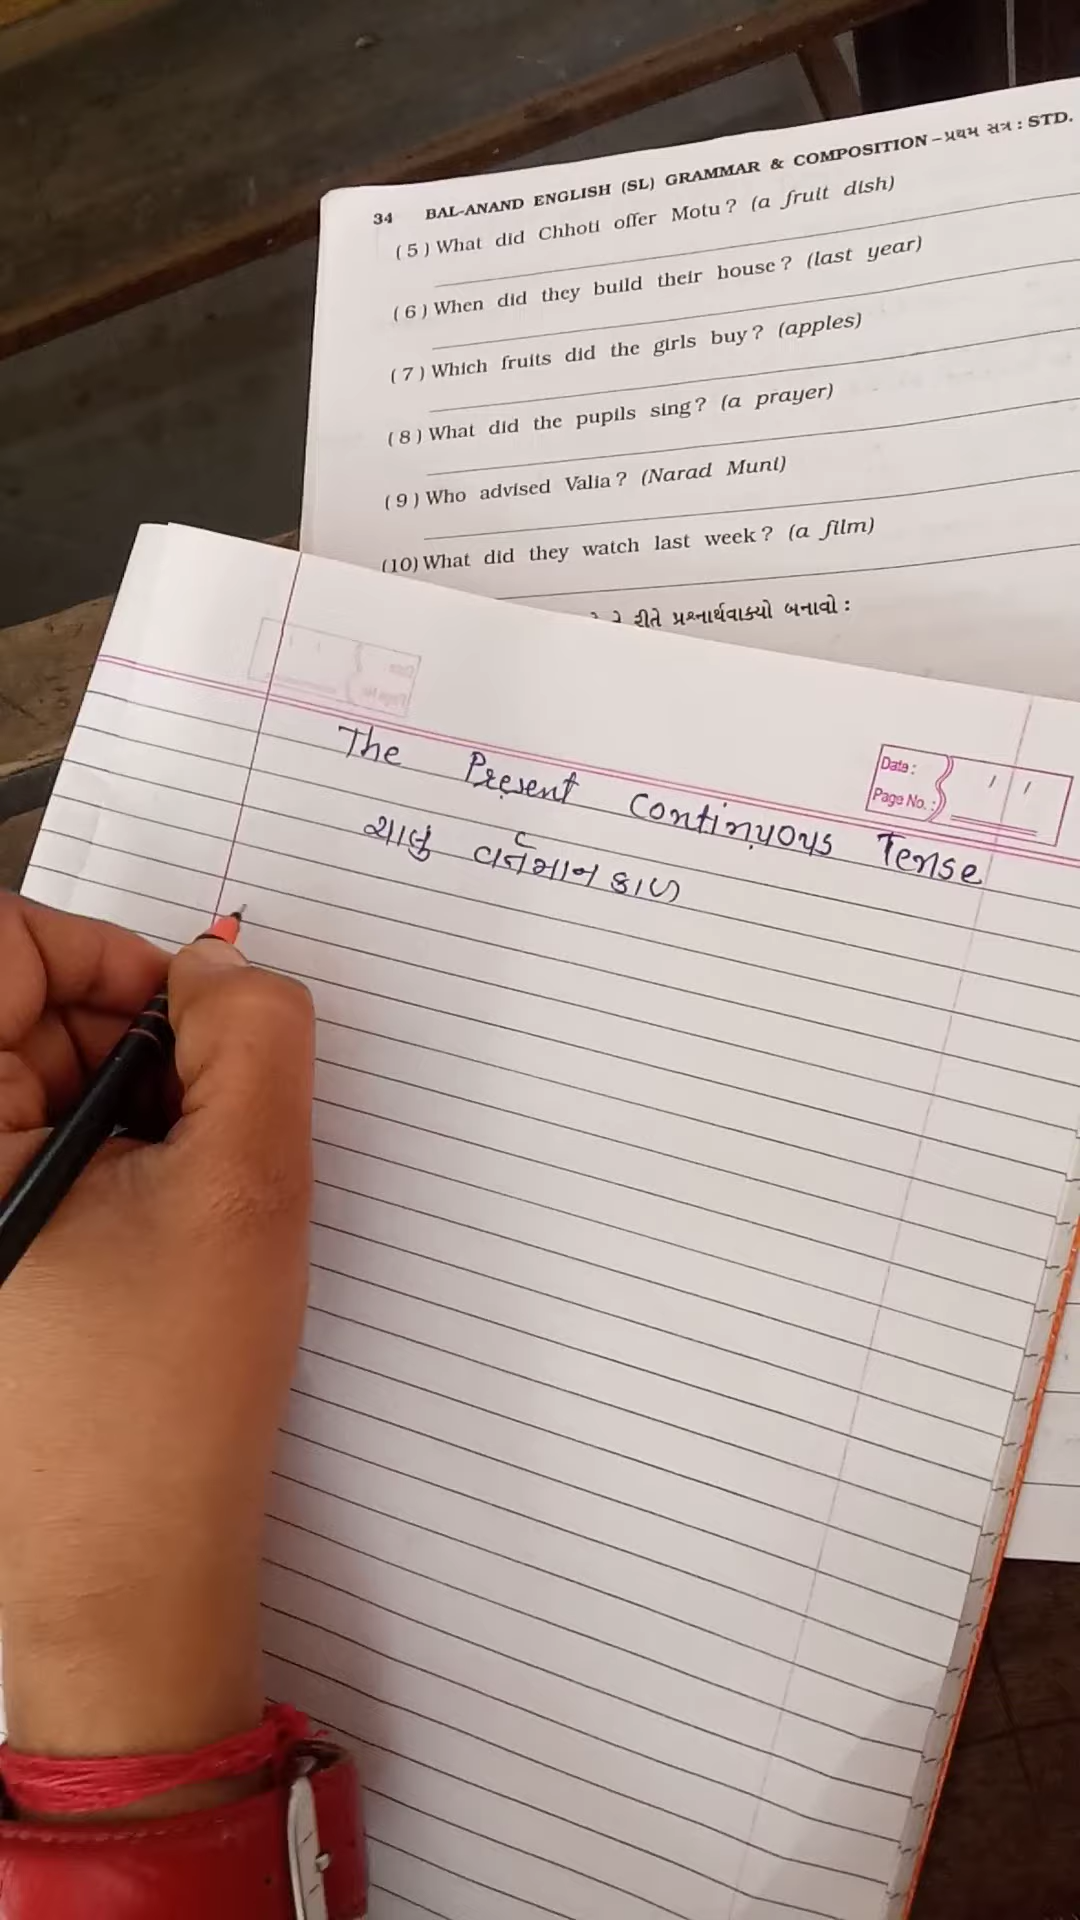 34 BAL-ANAND ENGLISH (SL) GRAMMAR & COMPOSITION – પ્રથમ સત્ર : STD.
(5) What did Chhoti offer Motu? (a fruit dish)
(6) When did they build their house? (last year)
(7) Which fruits did the girls buy? (apples)
(8) What did the pupils sing? (a prayer)
(9) Who advised Valia? (Narad Muni)
(10) What did they watch last week? (a film)
રીતે પ્રશ્નાર્થવાક્યો બનાવો :
Date:
Page No.:
The Present Continuous Tense
ચાલુ વર્તમાન કાળ